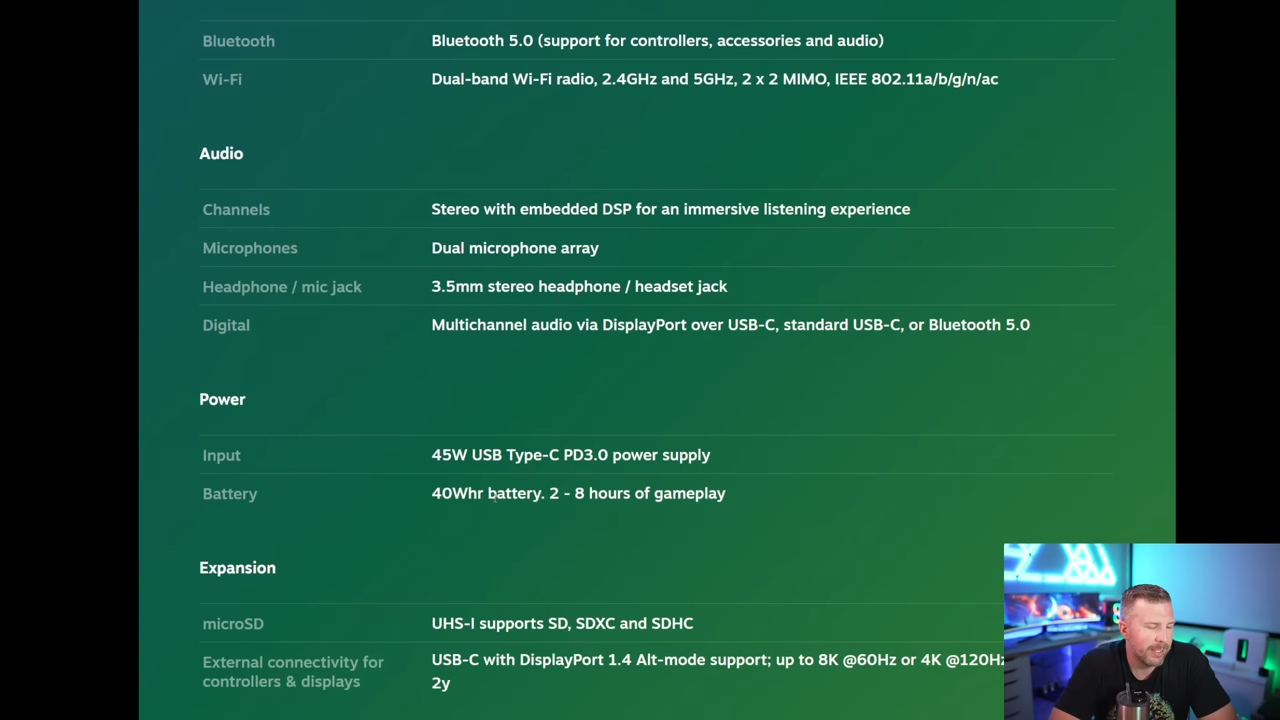 Bluetooth
Bluetooth 5.0 (support for controllers, accessories and audio)
Wi-Fi
Dual-band Wi-Fi radio, 2.4GHz and 5GHz, 2 x 2 MIMO, IEEE 802.11a/b/g/n/ac
Audio
Channels
Stereo with embedded DSP for an immersive listening experience
Microphones
Dual microphone array
Headphone / mic jack
3.5mm stereo headphone / headset jack
Digital
Multichannel audio via DisplayPort over USB-C, standard USB-C, or Bluetooth 5.0
Power
Input
45W USB Type-C PD3.0 power supply
Battery
40Whr battery. 2 - 8 hours of gameplay
Expansion
microSD
UHS-I supports SD, SDXC and SDHC
External connectivity for
controllers & displays
USB-C with DisplayPort 1.4 Alt-mode support; up to 8K @60Hz or 4K @120Hz
2y